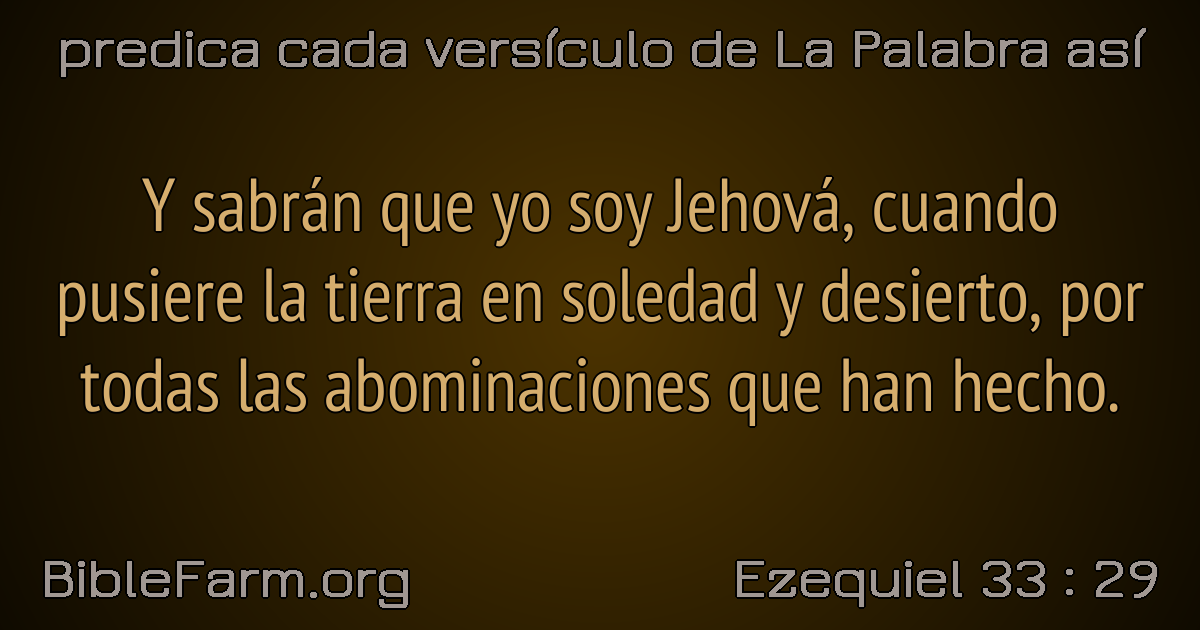 predica cada versículo de La Palabra así
Y sabrán que yo soy Jehová, cuando
pusiere la tierra en soledad y desierto, por
todas las abominaciones que han hecho.
BibleFarm.org
Ezequiel 33 : 29